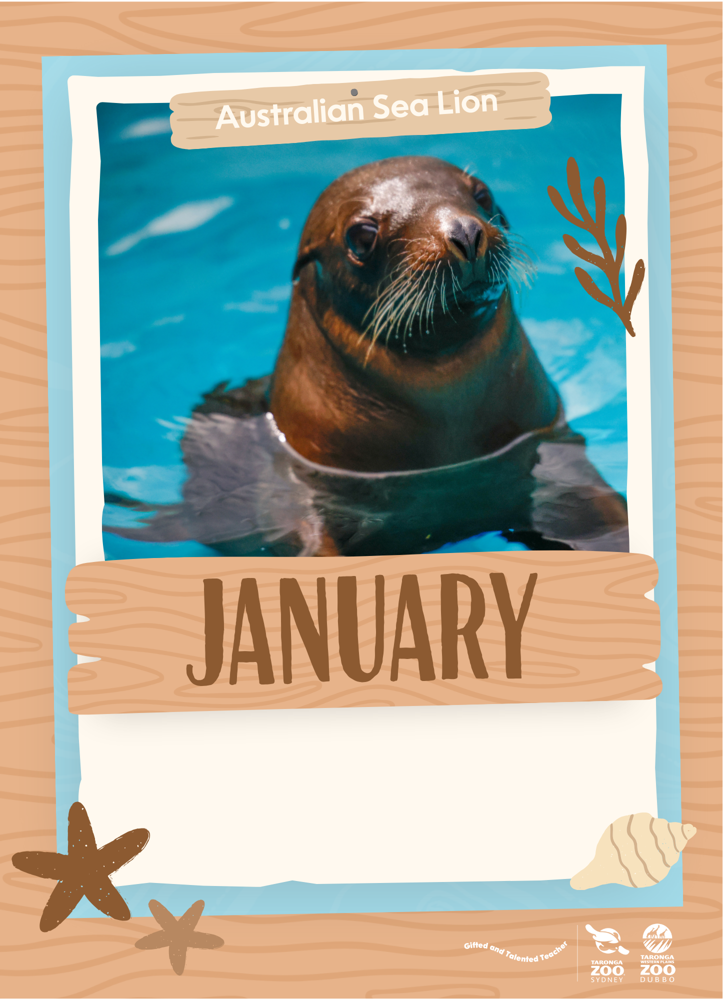 Australian Sea Lion
JANUARY
Gifted and Talented Teacher
TARONGA
ZOO
SYDNEY
TARONGA
WESTERN PLAINS
ZOO
DUBBO